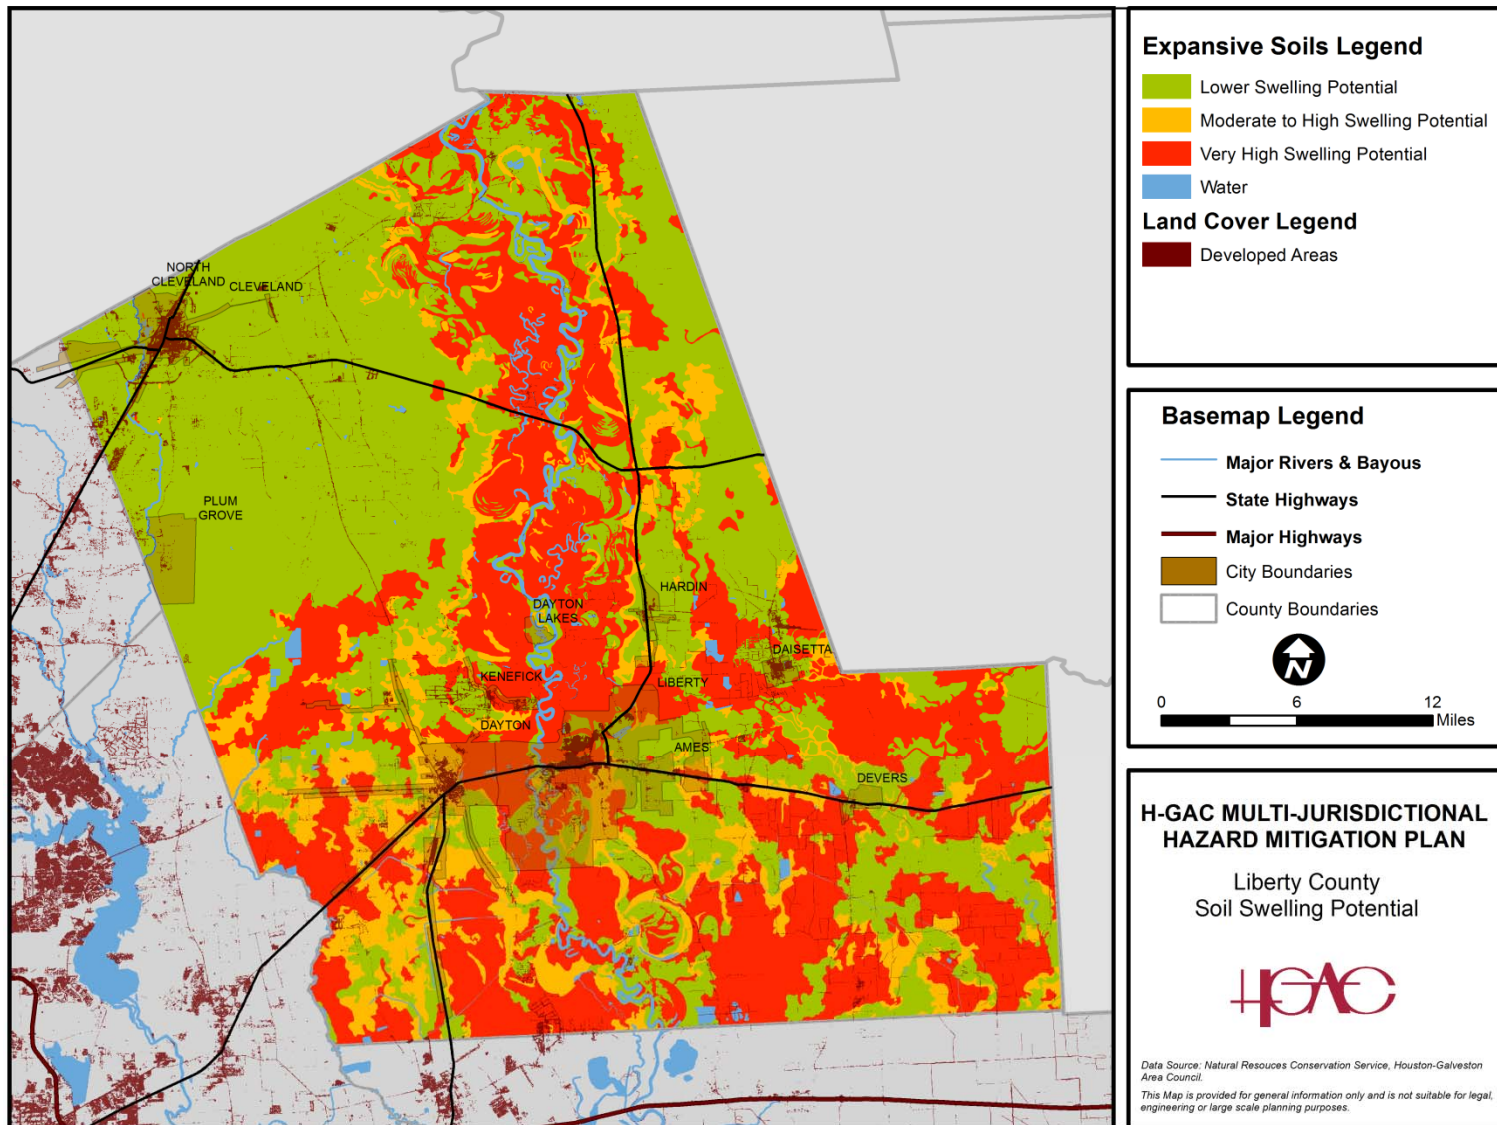 Expansive Soils Legend
Lower Swelling Potential
Moderate to High Swelling Potential
Very High Swelling Potential
Water
Land Cover Legend
Developed Areas
Basemap Legend
Major Rivers & Bayous
State Highways
Major Highways
City Boundaries
County Boundaries
N
0 6 12
Miles
H-GAC MULTI-JURISDICTIONAL
HAZARD MITIGATION PLAN
Liberty County
Soil Swelling Potential
HGAC
Data Source: Natural Resouces Conservation Service, Houston-Galveston
Area Council.
This Map is provided for general information only and is not suitable for legal,
engineering or large scale planning purposes.
NORTH
CLEVELAND
CLEVELAND
PLUM
GROVE
HARDIN
DAYTON
LAKES
DAISETTA
KENEFICK
LIBERTY
DAYTON
AMES
DEVERS